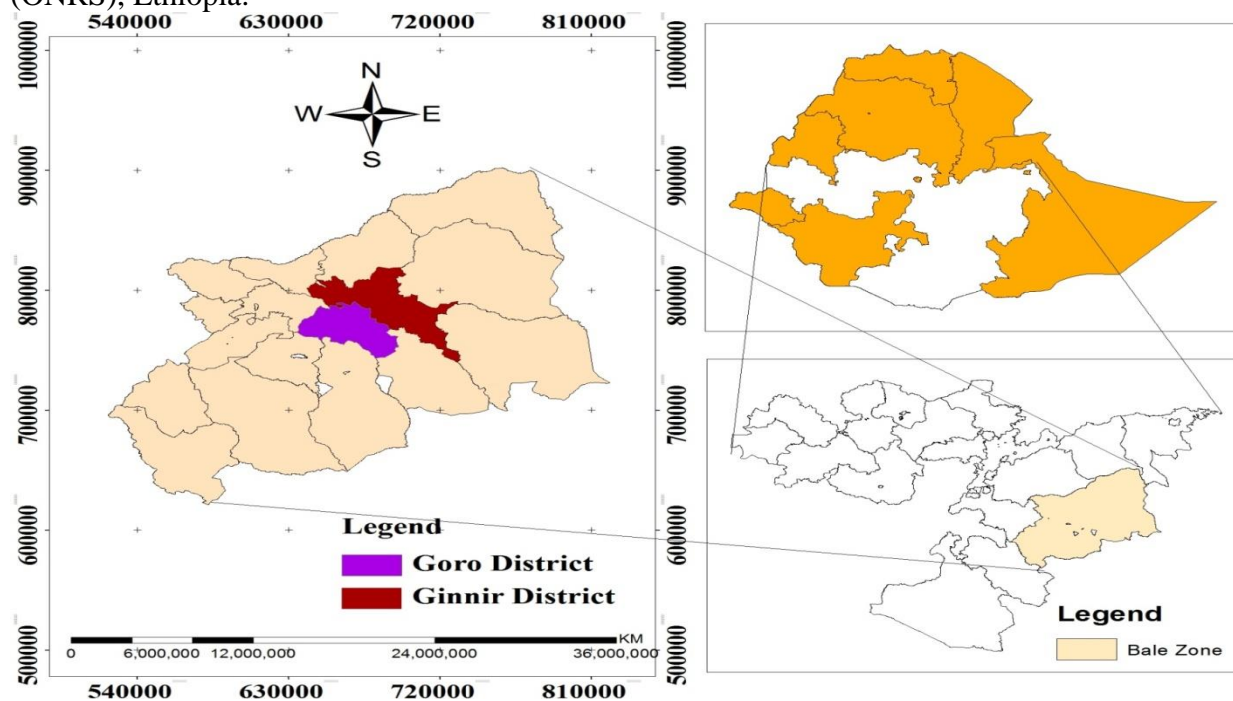 (ONRS), Ethiopia.
540000 630000 720000 810000
1000000
900000
800000
700000
600000
500000
N
W E
S
Legend
Goro District
Ginnir District
KM
0 6,000,000 12,000,000 24,000,000 36,000,000
540000 630000 720000 810000
1000000
900000
800000
700000
600000
500000
Legend
Bale Zone